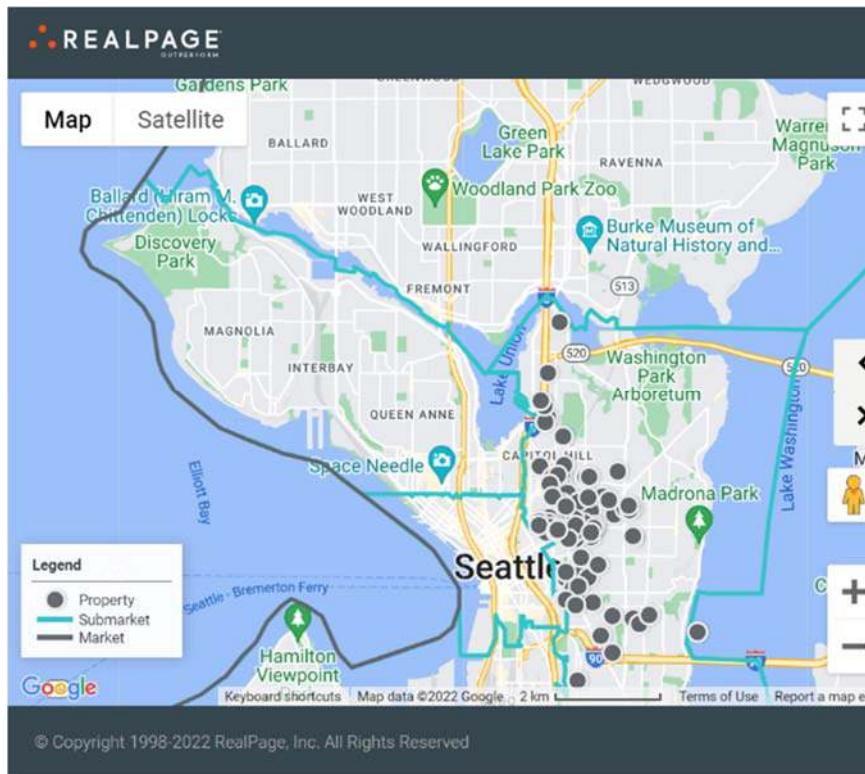 REALPAGE
OUTPERFORM
Gardens Park
WEDGWOOD
Map
Satellite
BALLARD
Green
Lake Park
RAVENNA
Warren
Magnuson
Park
Ballard (Hiram M.
Chittenden) Locks
WEST
WOODLAND
Woodland Park Zoo
Discovery
Park
WALLINGFORD
Burke Museum of
Natural History and...
FREMONT
513
MAGNOLIA
INTERBAY
Lake Union
520
Washington
Park
Arboretum
520
QUEEN ANNE
CAPITOL HILL
Space Needle
Elliott Bay
Madrona Park
Lake Washington
M
Legend
Property
Submarket
Market
Seattle
Seattle - Bremerton Ferry
Hamilton
Viewpoint
90
Google
Keyboard shortcuts
Map data ©2022 Google
2 km
Terms of Use
Report a map e
© Copyright 1998-2022 RealPage, Inc. All Rights Reserved